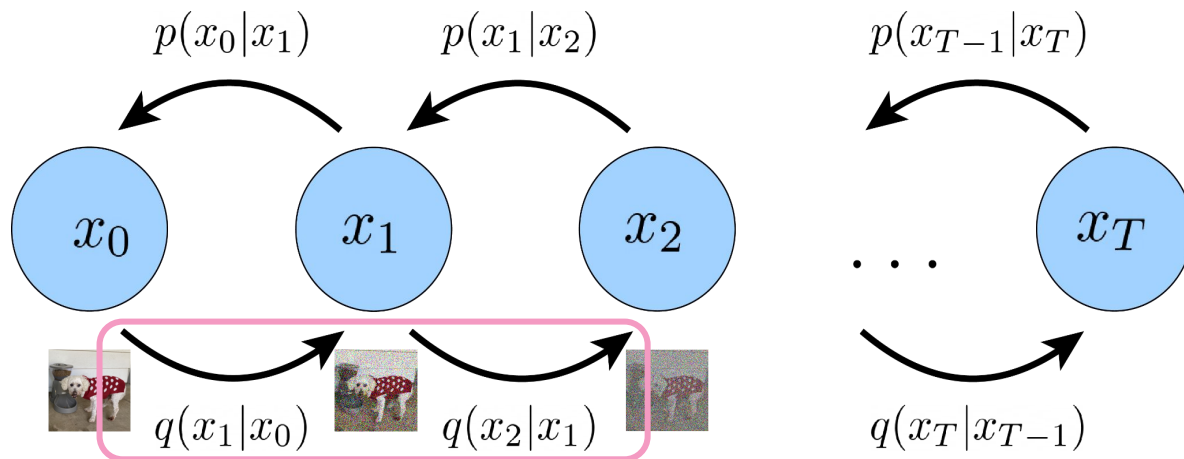 p(x_0|x_1) p(x_1|x_2) p(x_{T-1}|x_T)
x_0 x_1 x_2 . . . x_T
q(x_1|x_0) q(x_2|x_1) q(x_T|x_{T-1})